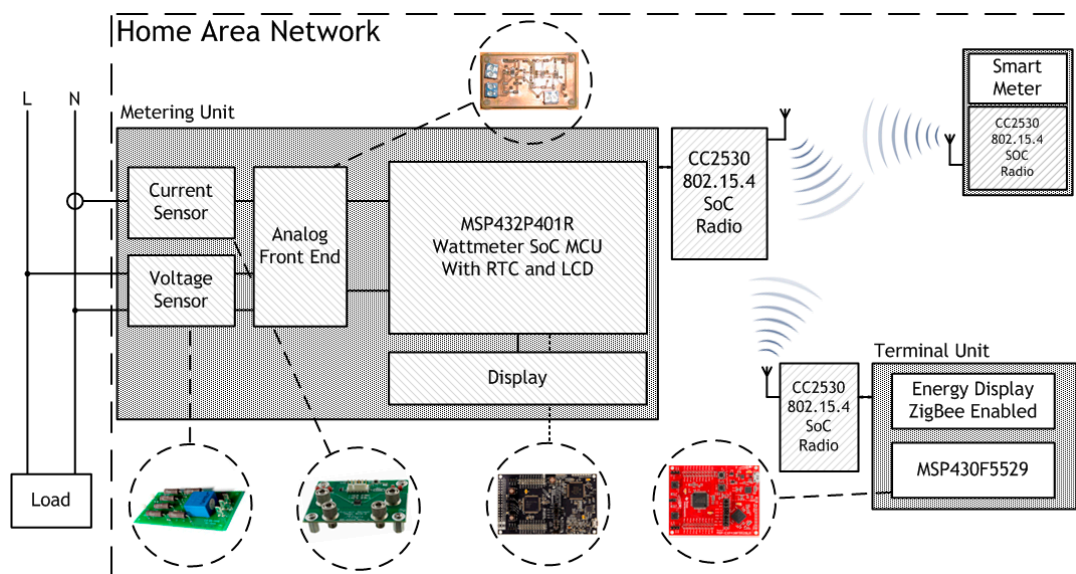 Home Area Network
L
N
Metering Unit
Current
Sensor
Voltage
Sensor
Analog
Front End
MSP432P401R
Wattmeter SoC MCU
With RTC and LCD
Display
CC2530
802.15.4
SoC
Radio
Smart
Meter
CC2530
802.15.4
SOC
Radio
CC2530
802.15.4
SoC
Radio
Terminal Unit
Energy Display
ZigBee Enabled
MSP430F5529
Load